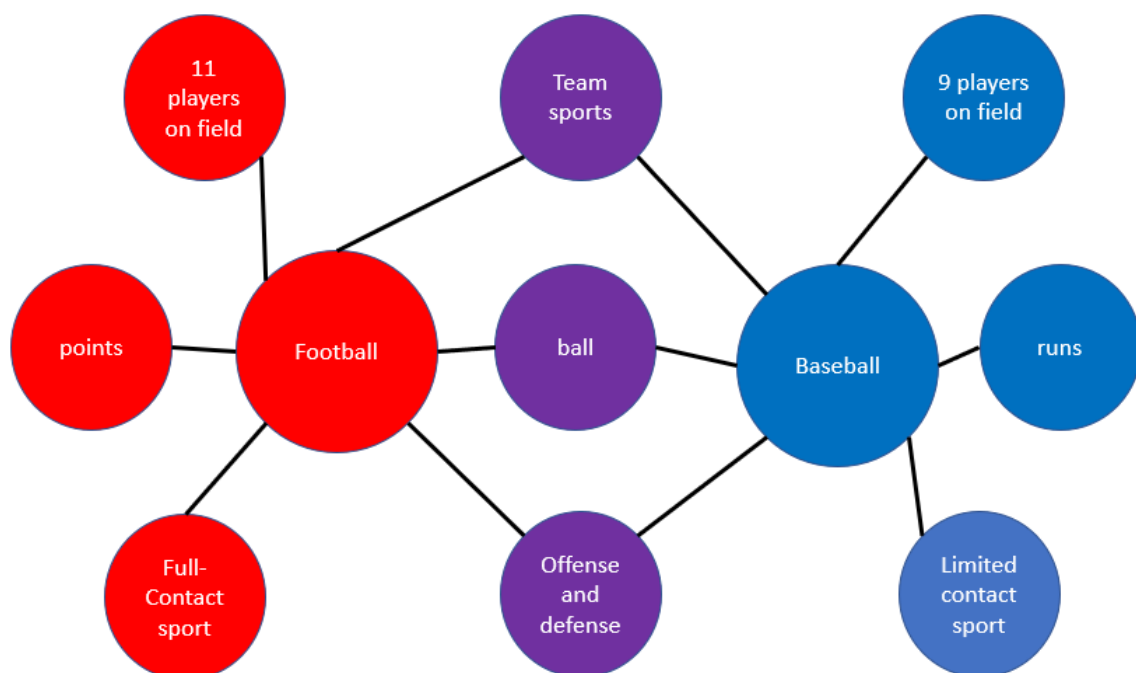 11
players
on field
Team
sports
9 players
on field
points
Football
ball
Baseball
runs
Full-
Contact
sport
Offense
and
defense
Limited
contact
sport